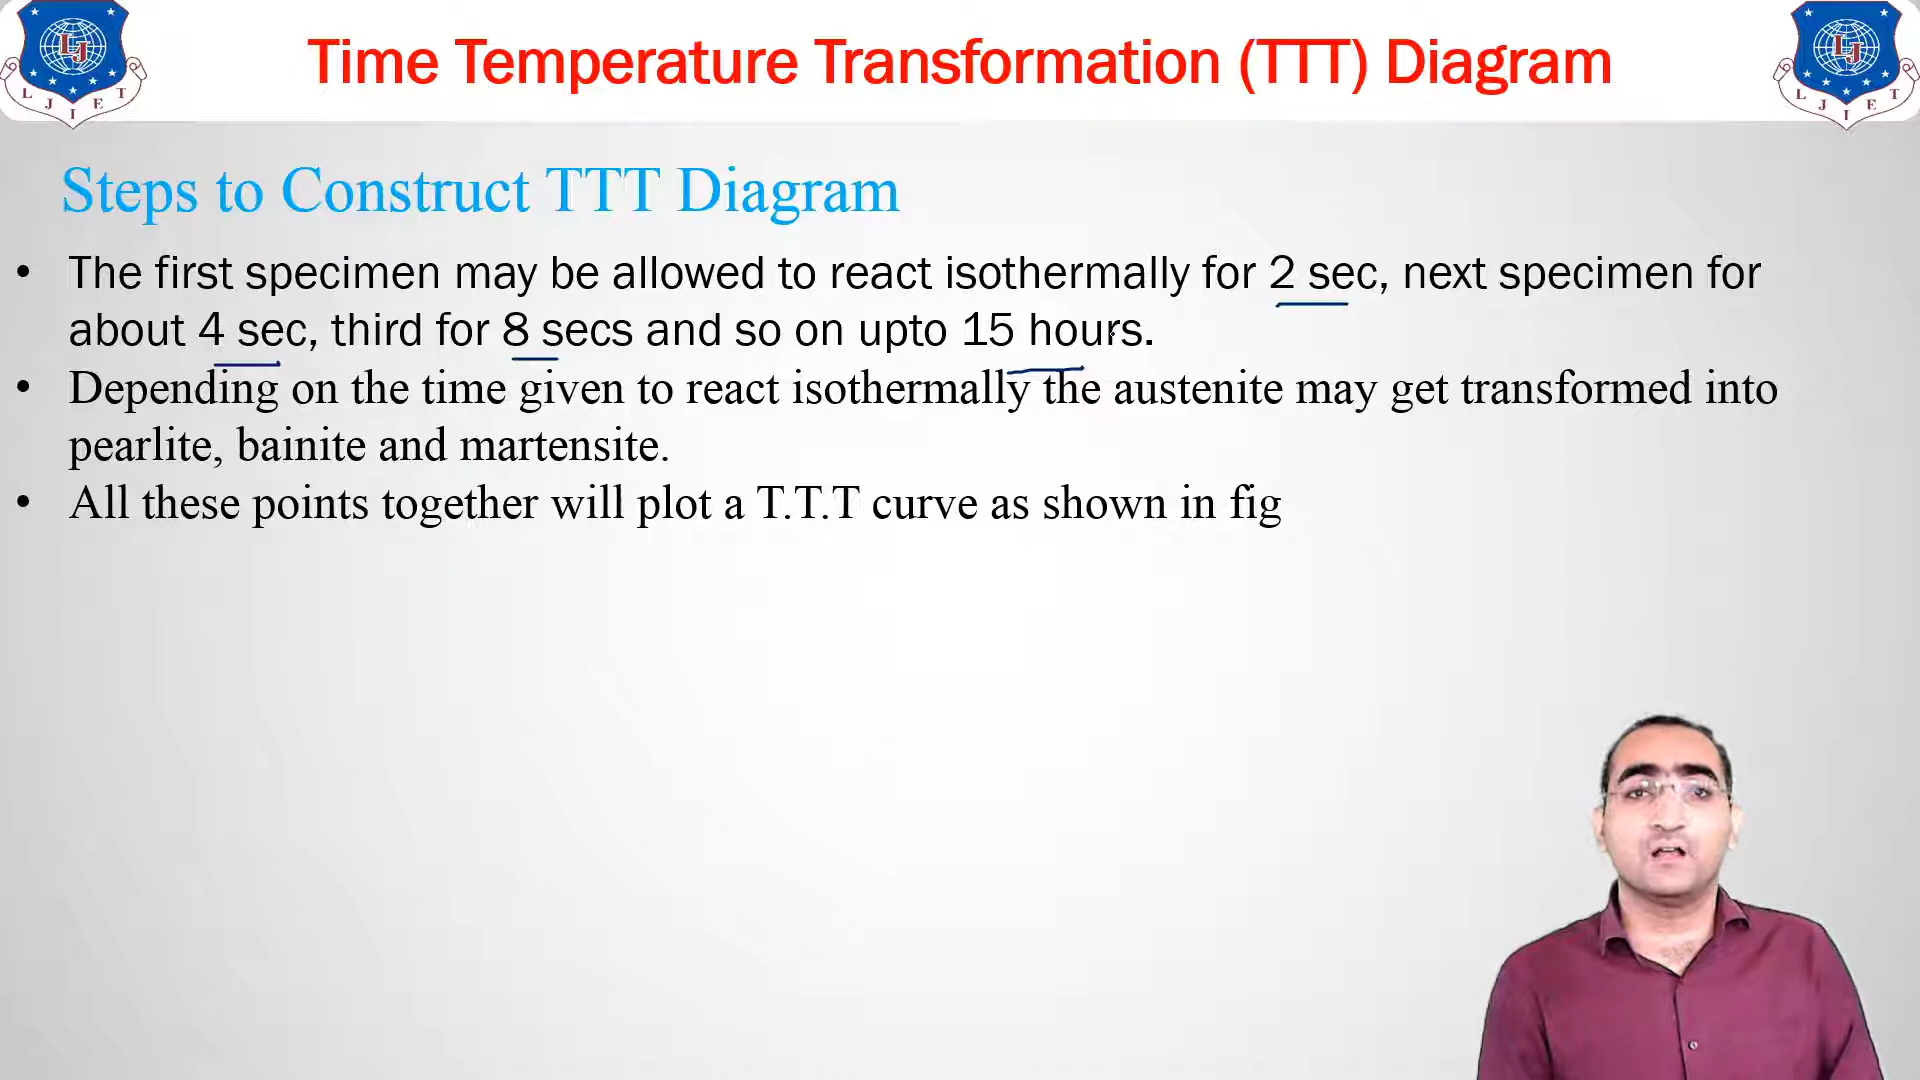 Time Temperature Transformation (TTT) Diagram
LJ
L J I E T
LJ
L J I E T
Steps to Construct TTT Diagram
• The first specimen may be allowed to react isothermally for 2 sec, next specimen for
about 4 sec, third for 8 secs and so on upto 15 hours.
• Depending on the time given to react isothermally the austenite may get transformed into
pearlite, bainite and martensite.
• All these points together will plot a T.T.T curve as shown in fig